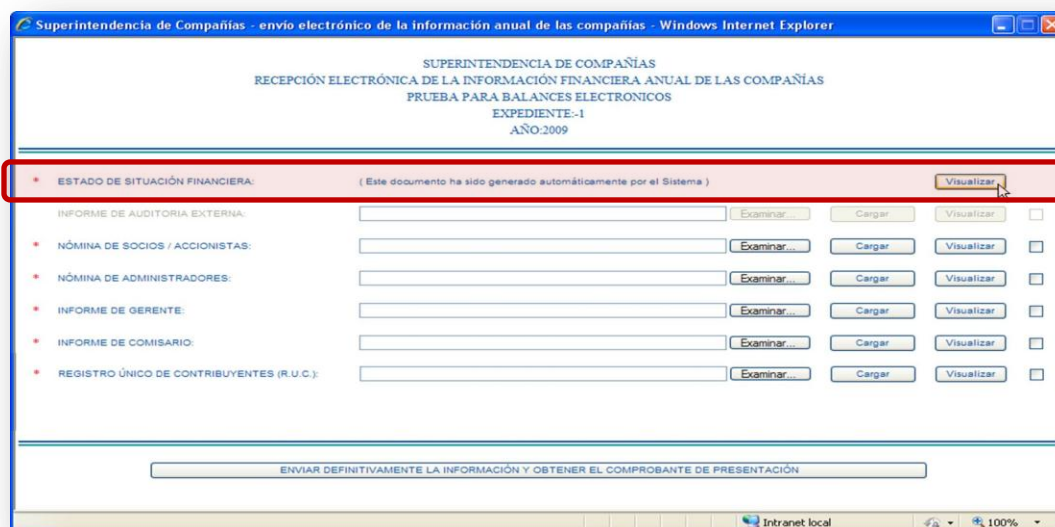 Superintendencia de Compañías - envío electrónico de la información anual de las compañías - Windows Internet Explorer
SUPERINTENDENCIA DE COMPAÑÍAS
RECEPCIÓN ELECTRÓNICA DE LA INFORMACIÓN FINANCIERA ANUAL DE LAS COMPAÑÍAS
PRUEBA PARA BALANCES ELECTRONICOS
EXPEDIENTE:-1
AÑO:2009
* ESTADO DE SITUACIÓN FINANCIERA: ( Este documento ha sido generado automáticamente por el Sistema ) Visualizar
INFORME DE AUDITORIA EXTERNA: Examinar... Cargar Visualizar
* NÓMINA DE SOCIOS / ACCIONISTAS: Examinar... Cargar Visualizar
* NÓMINA DE ADMINISTRADORES: Examinar... Cargar Visualizar
* INFORME DE GERENTE: Examinar... Cargar Visualizar
* INFORME DE COMISARIO: Examinar... Cargar Visualizar
* REGISTRO ÚNICO DE CONTRIBUYENTES (R.U.C.): Examinar... Cargar Visualizar
ENVIAR DEFINITIVAMENTE LA INFORMACIÓN Y OBTENER EL COMPROBANTE DE PRESENTACIÓN
Intranet local 100%